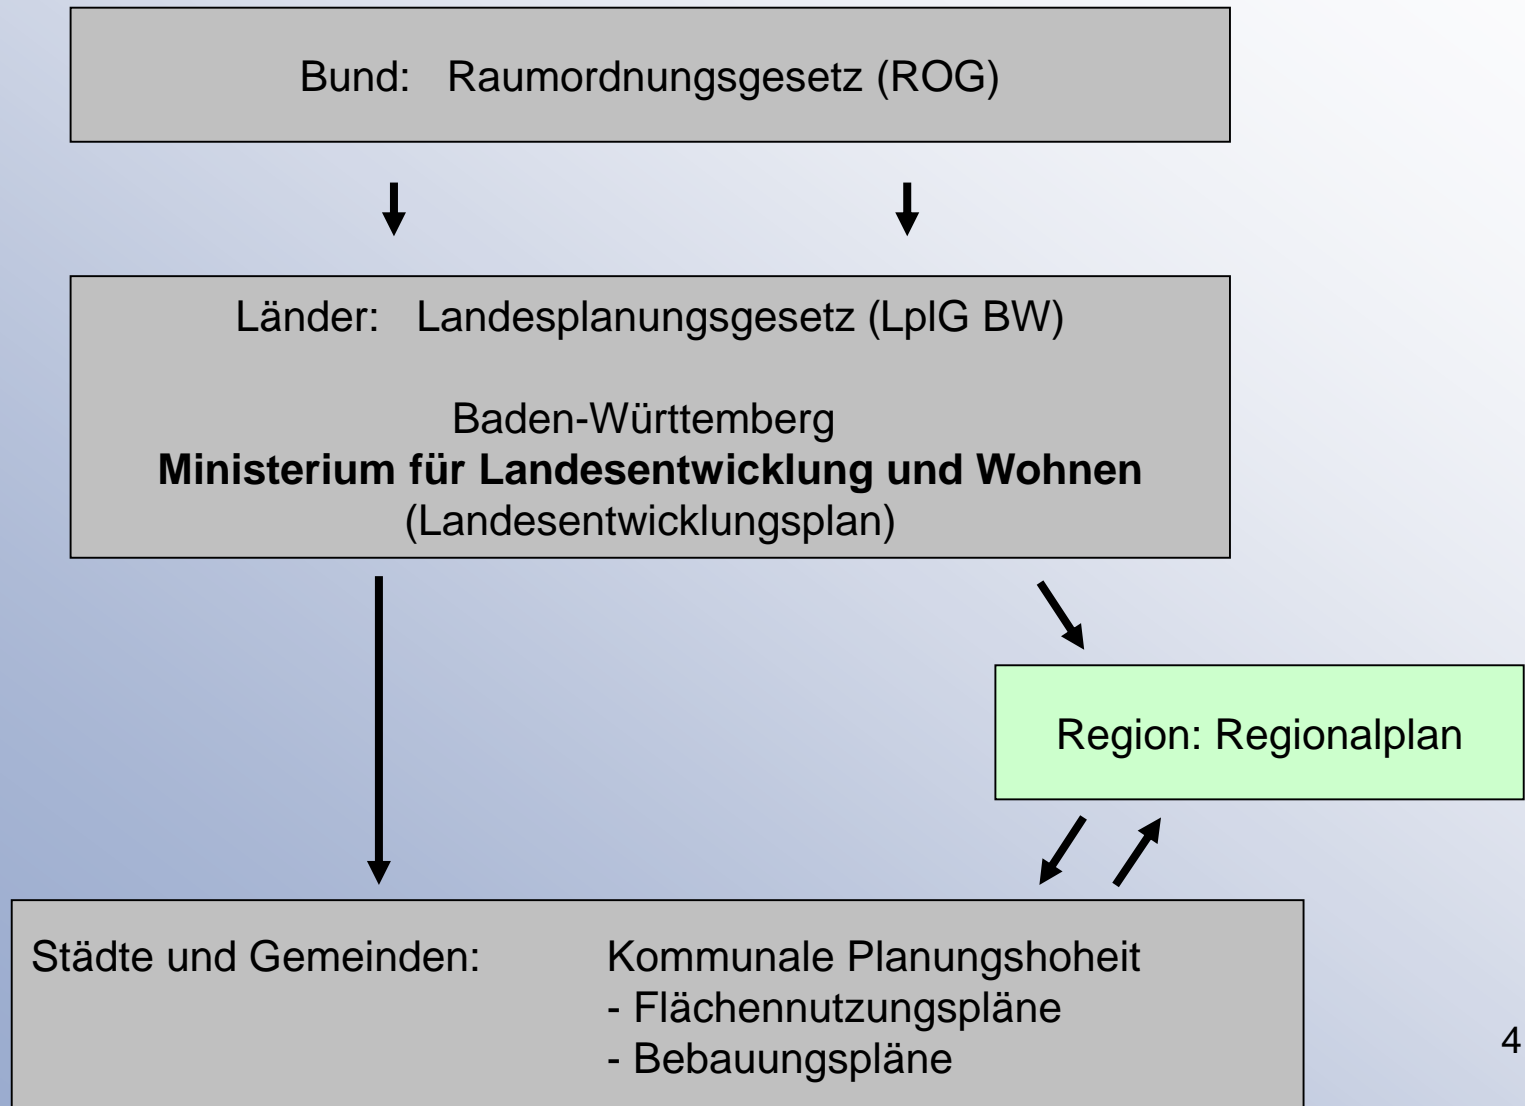 Bund: Raumordnungsgesetz (ROG)
Länder: Landesplanungsgesetz (LplG BW)
Baden-Württemberg
Ministerium für Landesentwicklung und Wohnen
(Landesentwicklungsplan)
Region: Regionalplan
Städte und Gemeinden: Kommunale Planungshoheit
- Flächennutzungspläne
- Bebauungspläne
4